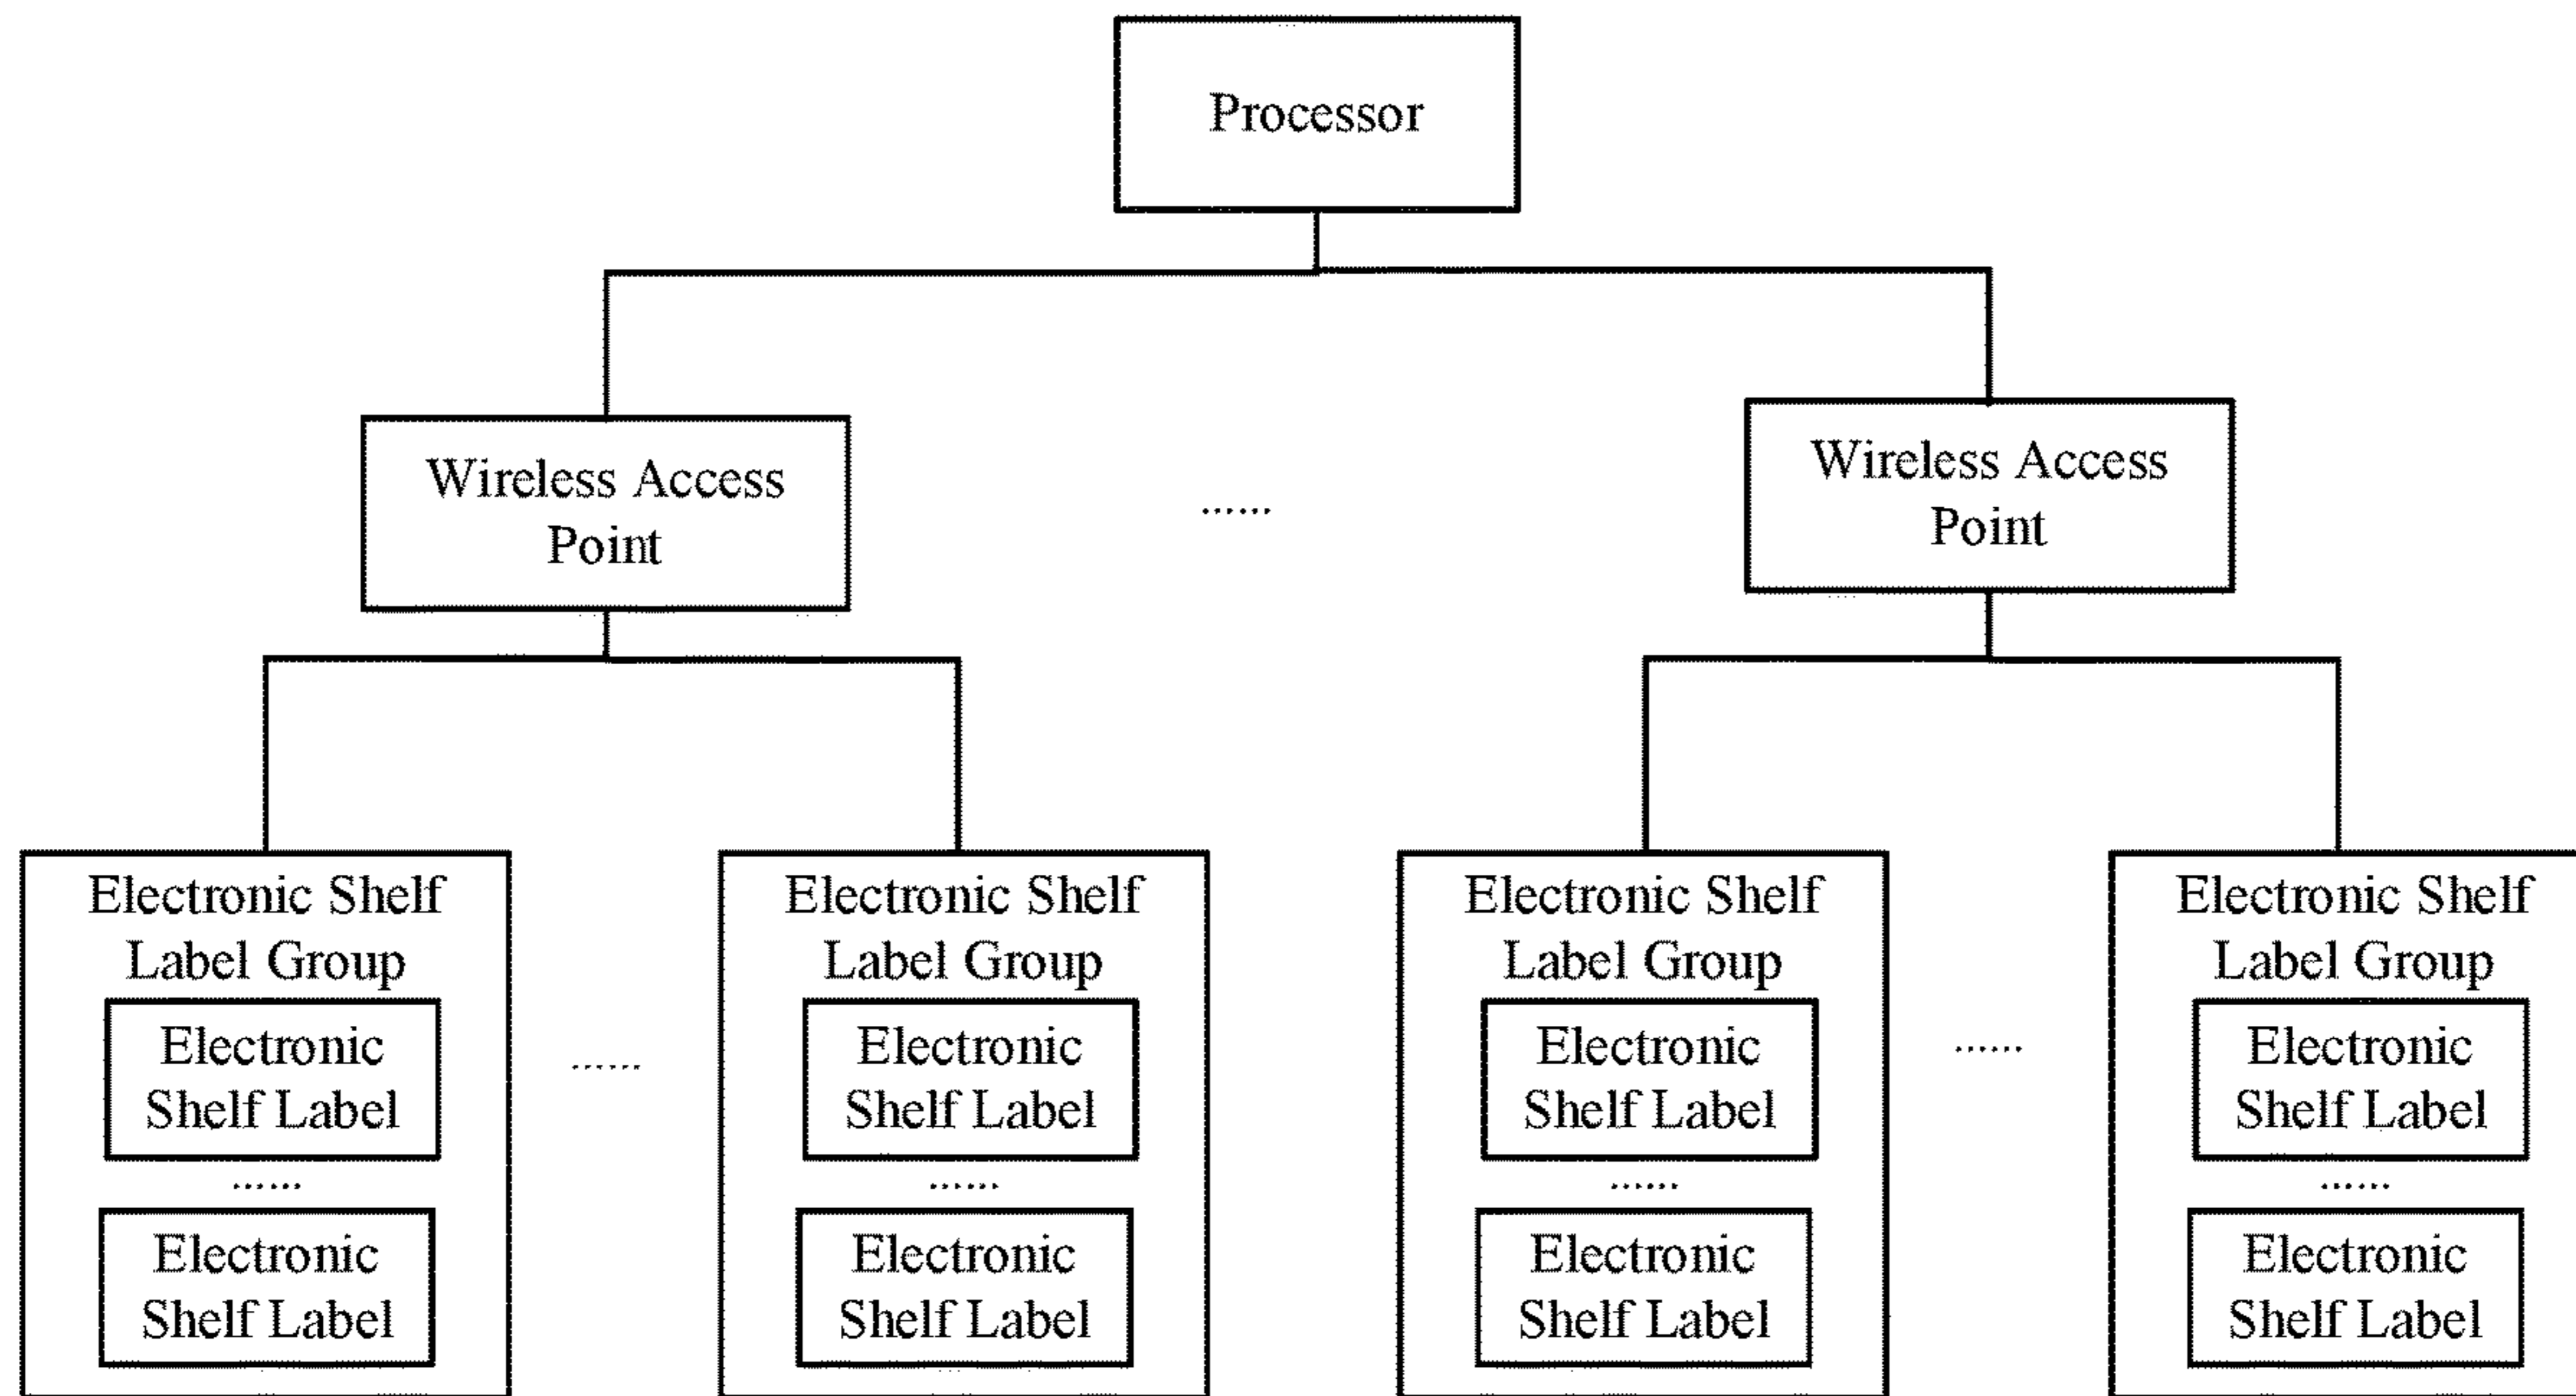 Processor
Wireless Access
Point
......
Wireless Access
Point
Electronic Shelf
Label Group
Electronic
Shelf Label
......
Electronic
Shelf Label
......
Electronic Shelf
Label Group
Electronic
Shelf Label
......
Electronic
Shelf Label
Electronic Shelf
Label Group
Electronic
Shelf Label
......
Electronic
Shelf Label
......
Electronic Shelf
Label Group
Electronic
Shelf Label
......
Electronic
Shelf Label